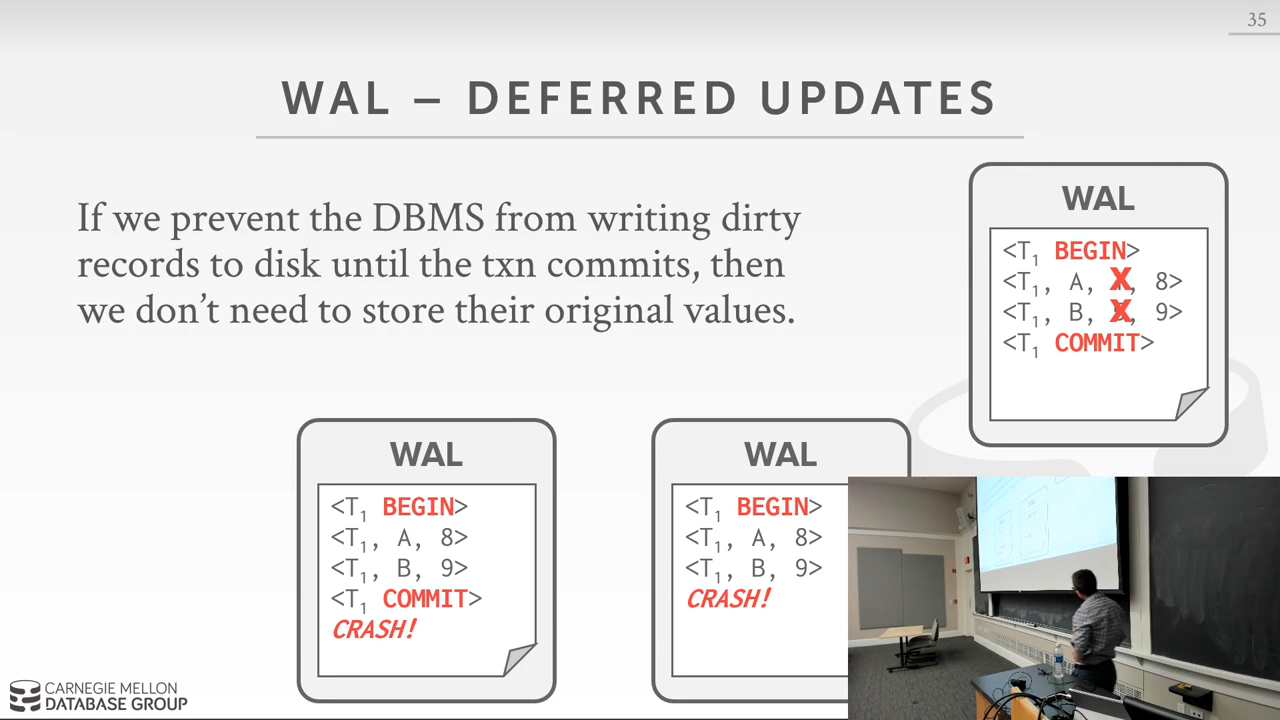 35
WAL – DEFERRED UPDATES
If we prevent the DBMS from writing dirty
records to disk until the txn commits, then
we don't need to store their original values.
WAL
<T1 BEGIN>
<T1, A, X, 8>
<T1, B, X, 9>
<T1 COMMIT>
WAL
<T1 BEGIN>
<T1, A, 8>
<T1, B, 9>
<T1 COMMIT>
CRASH!
WAL
<T1 BEGIN>
<T1, A, 8>
<T1, B, 9>
CRASH!
CARNEGIE MELLON
DATABASE GROUP